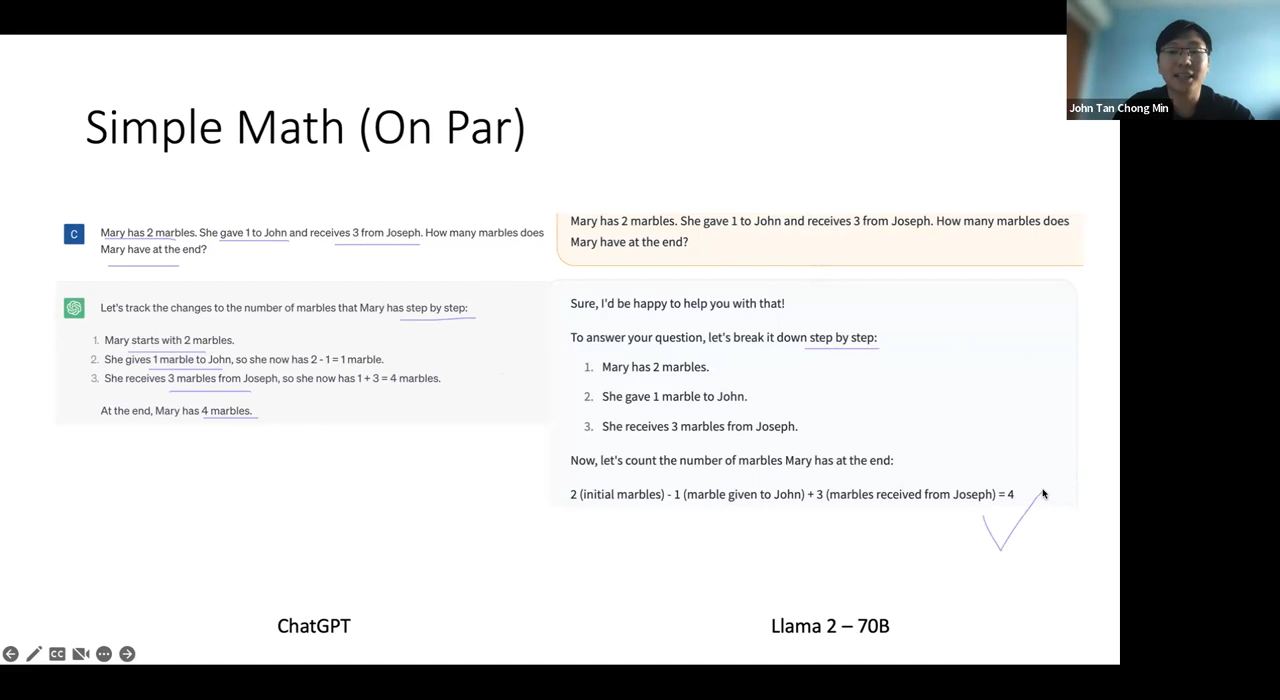 John Tan Chong Min
Simple Math (On Par)
C
Mary has 2 marbles. She gave 1 to John and receives 3 from Joseph. How many marbles does
Mary have at the end?
Let's track the changes to the number of marbles that Mary has step by step:
1. Mary starts with 2 marbles.
2. She gives 1 marble to John, so she now has 2 - 1 = 1 marble.
3. She receives 3 marbles from Joseph, so she now has 1 + 3 = 4 marbles.
At the end, Mary has 4 marbles.
ChatGPT
Mary has 2 marbles. She gave 1 to John and receives 3 from Joseph. How many marbles does
Mary have at the end?
Sure, I'd be happy to help you with that!
To answer your question, let's break it down step by step:
1. Mary has 2 marbles.
2. She gave 1 marble to John.
3. She receives 3 marbles from Joseph.
Now, let's count the number of marbles Mary has at the end:
2 (initial marbles) - 1 (marble given to John) + 3 (marbles received from Joseph) = 4
Llama 2 – 70B
CC